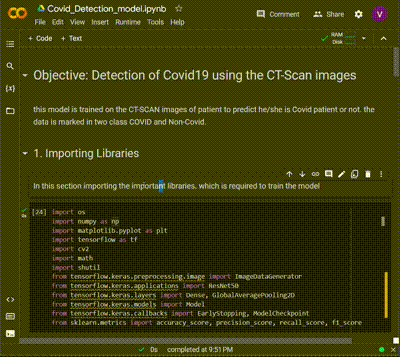 Covid_Detection_model.ipynb
File Edit View Insert Runtime Tools
Comment Share V
+ Code + Text
RAM
Disk
Objective: Detection of Covid19 using the CT-Scan images
this model is trained on the CT-SCAN images of patient to predict he/she is Covid patient or not. the
data is marked in two class COVID and Non-Covid.
1. Importing Libraries
In this section importing the important libraries. which is required to train the model
[24] import os
0s import numpy as np
import matplotlib.pyplot as plt
import tensorflow as tf
import cv2
import math
import shutil
from tensorflow.keras.preprocessing.image import ImageDataGenerator
from tensorflow.keras.applications import ResNet50
from tensorflow.keras.layers import Dense, GlobalAveragePooling2D
from tensorflow.keras.models import Model
from tensorflow.keras.callbacks import EarlyStopping, ModelCheckpoint
from sklearn.metrics import accuracy_score, precision_score, recall_score, f1_score
0s completed at 9:51 PM